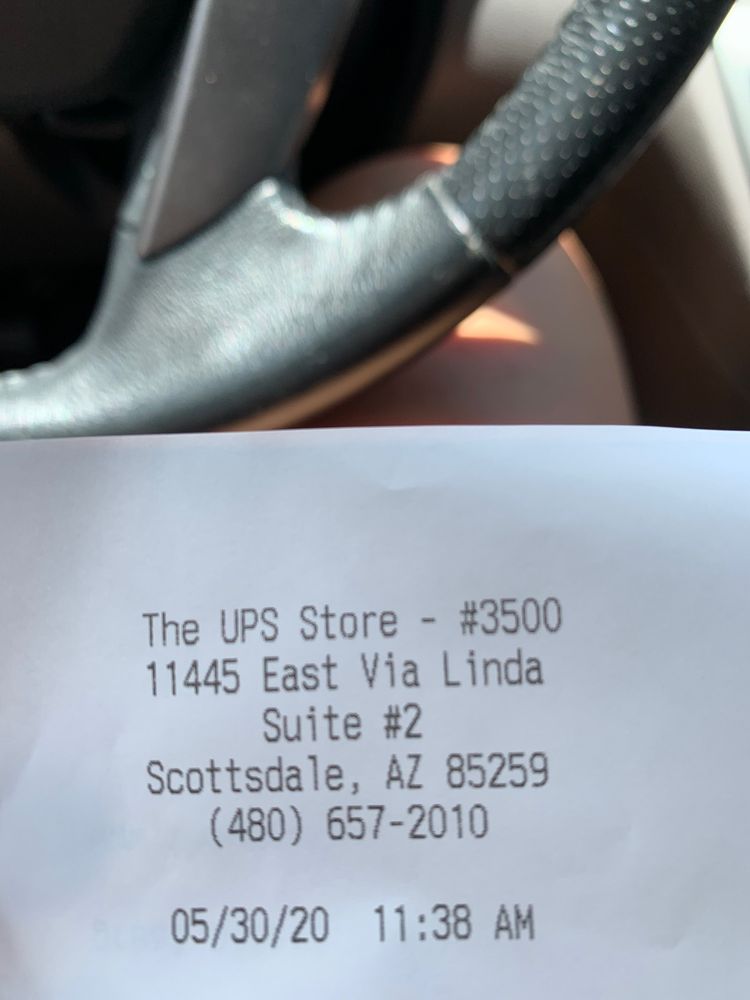 The UPS Store - #3500
11445 East Via Linda
Suite #2
Scottsdale, AZ 85259
(480) 657-2010
05/30/20 11:38 AM